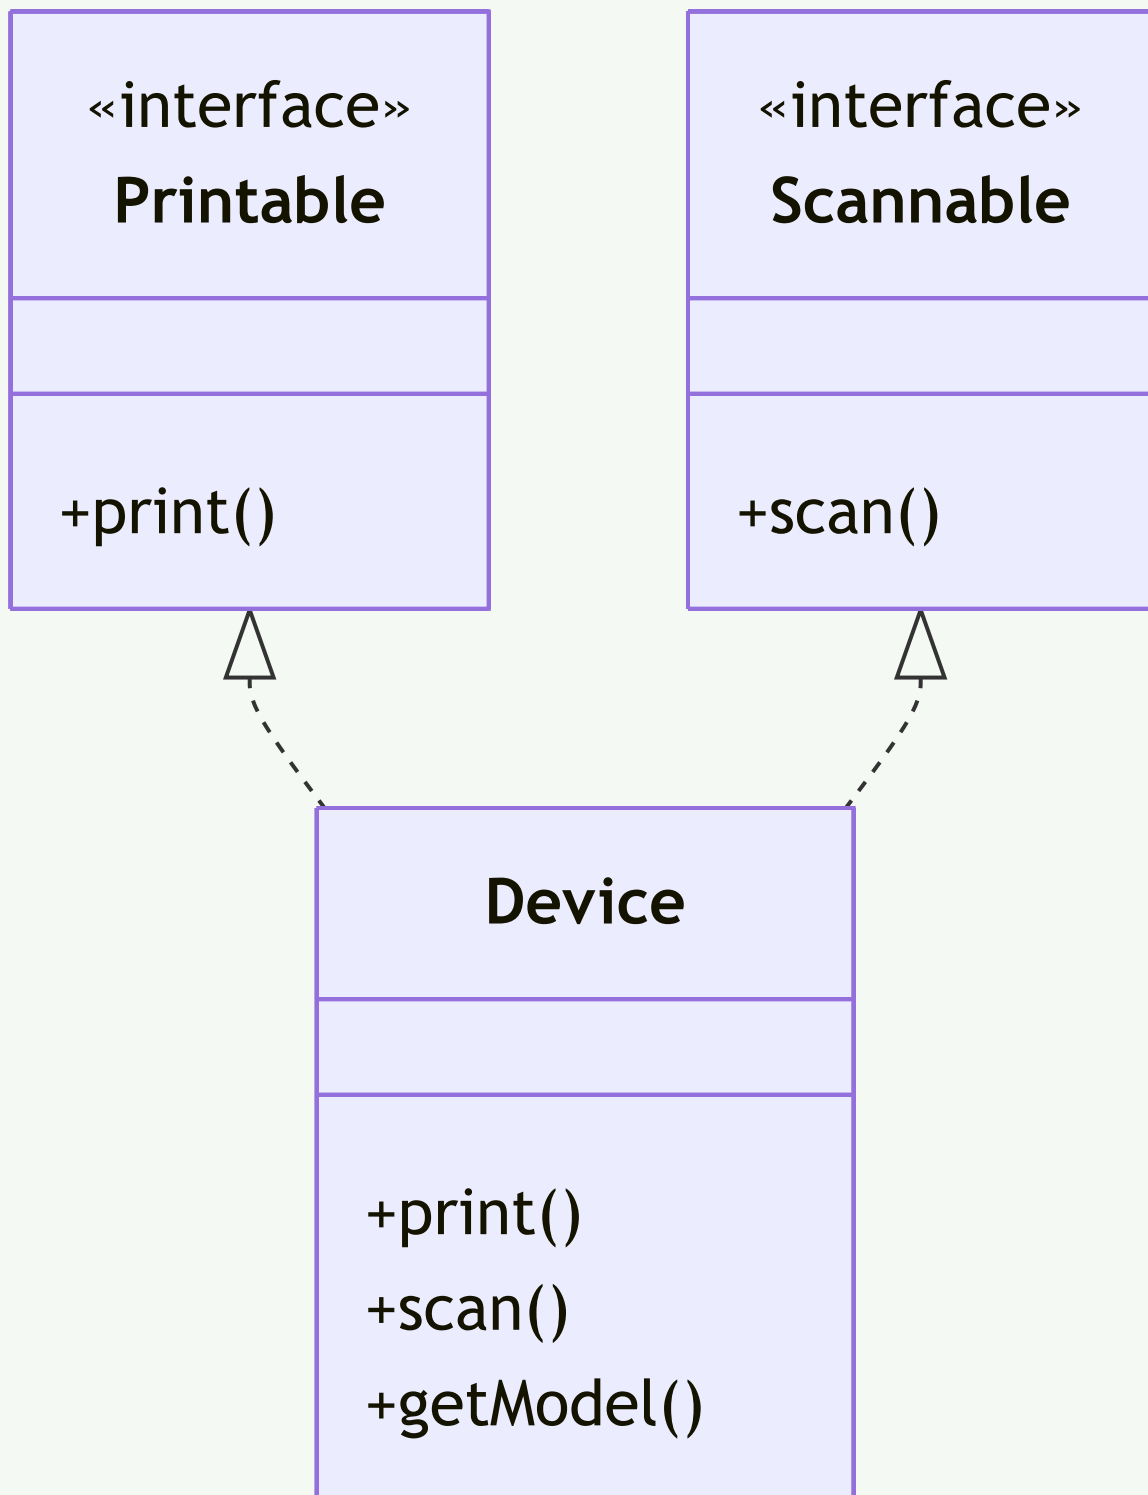 «interface»
Printable
+print()
«interface»
Scannable
+scan()
Device
+print()
+scan()
+getModel()